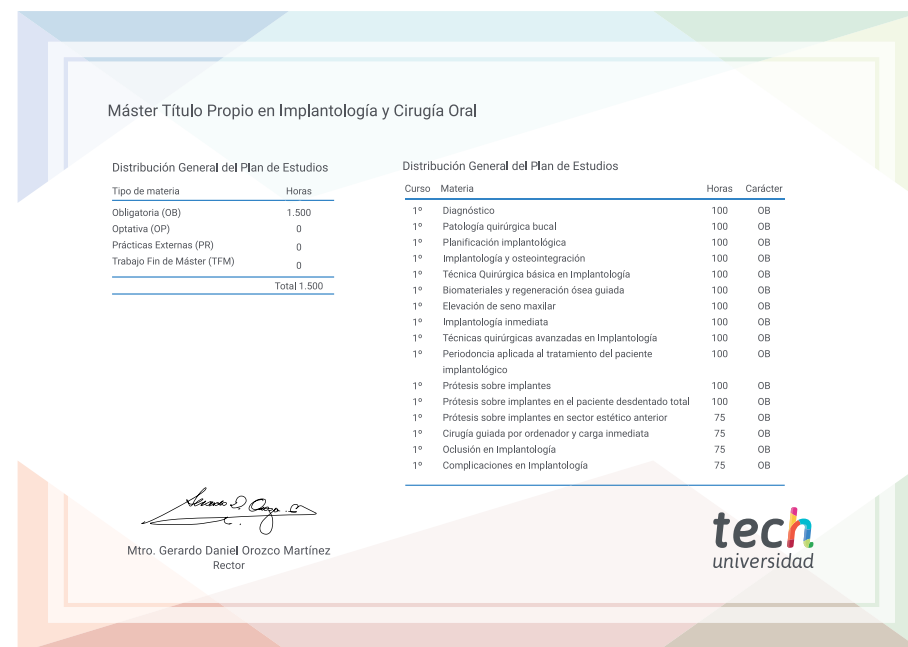 Máster Título Propio en Implantología y Cirugía Oral
Distribución General del Plan de Estudios
Tipo de materia Horas
Obligatoria (OB) 1.500
Optativa (OP) 0
Prácticas Externas (PR) 0
Trabajo Fin de Máster (TFM) 0
Total 1.500
Distribución General del Plan de Estudios
Curso Materia Horas Carácter
1º Diagnóstico 100 OB
1º Patología quirúrgica bucal 100 OB
1º Planificación implantológica 100 OB
1º Implantología y osteointegración 100 OB
1º Técnica Quirúrgica básica en Implantología 100 OB
1º Biomateriales y regeneración ósea guiada 100 OB
1º Elevación de seno maxilar 100 OB
1º Implantología inmediata 100 OB
1º Técnicas quirúrgicas avanzadas en Implantología 100 OB
1º Periodoncia aplicada al tratamiento del paciente 100 OB
implantológico
1º Prótesis sobre implantes 100 OB
1º Prótesis sobre implantes en el paciente desdentado total 100 OB
1º Prótesis sobre implantes en sector estético anterior 75 OB
1º Cirugía guiada por ordenador y carga inmediata 75 OB
1º Oclusión en Implantología 75 OB
1º Complicaciones en Implantología 75 OB
Mtro. Gerardo Daniel Orozco Martínez
Rector
tech
universidad